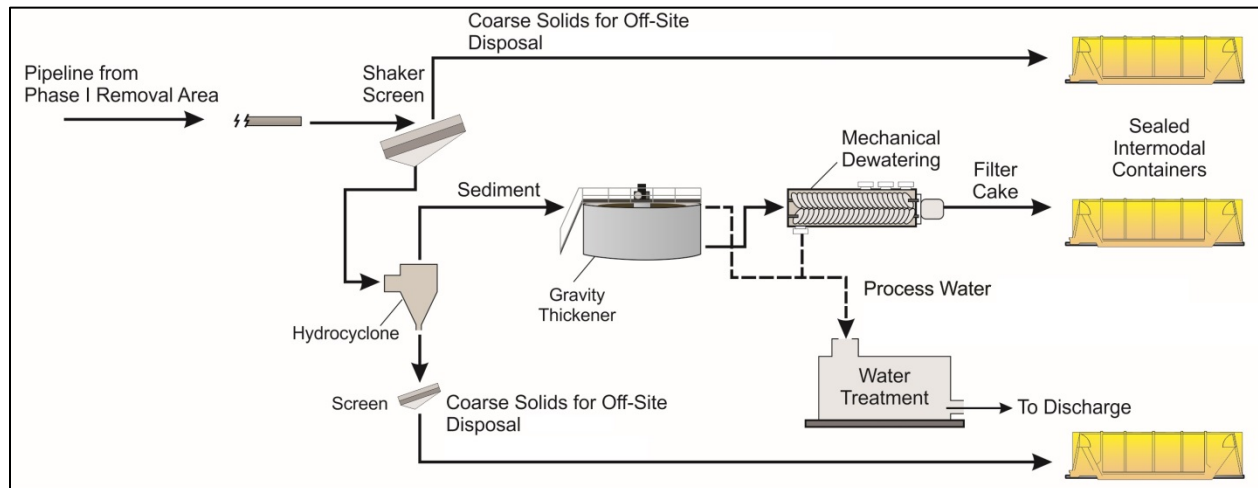 Coarse Solids for Off-Site
Disposal
Pipeline from
Phase I Removal Area
Shaker
Screen
Mechanical
Dewatering
Sealed
Intermodal
Containers
Sediment
Filter
Cake
Gravity
Thickener
Process Water
Hydrocyclone
Water
Treatment
To Discharge
Screen
Coarse Solids for Off-Site
Disposal